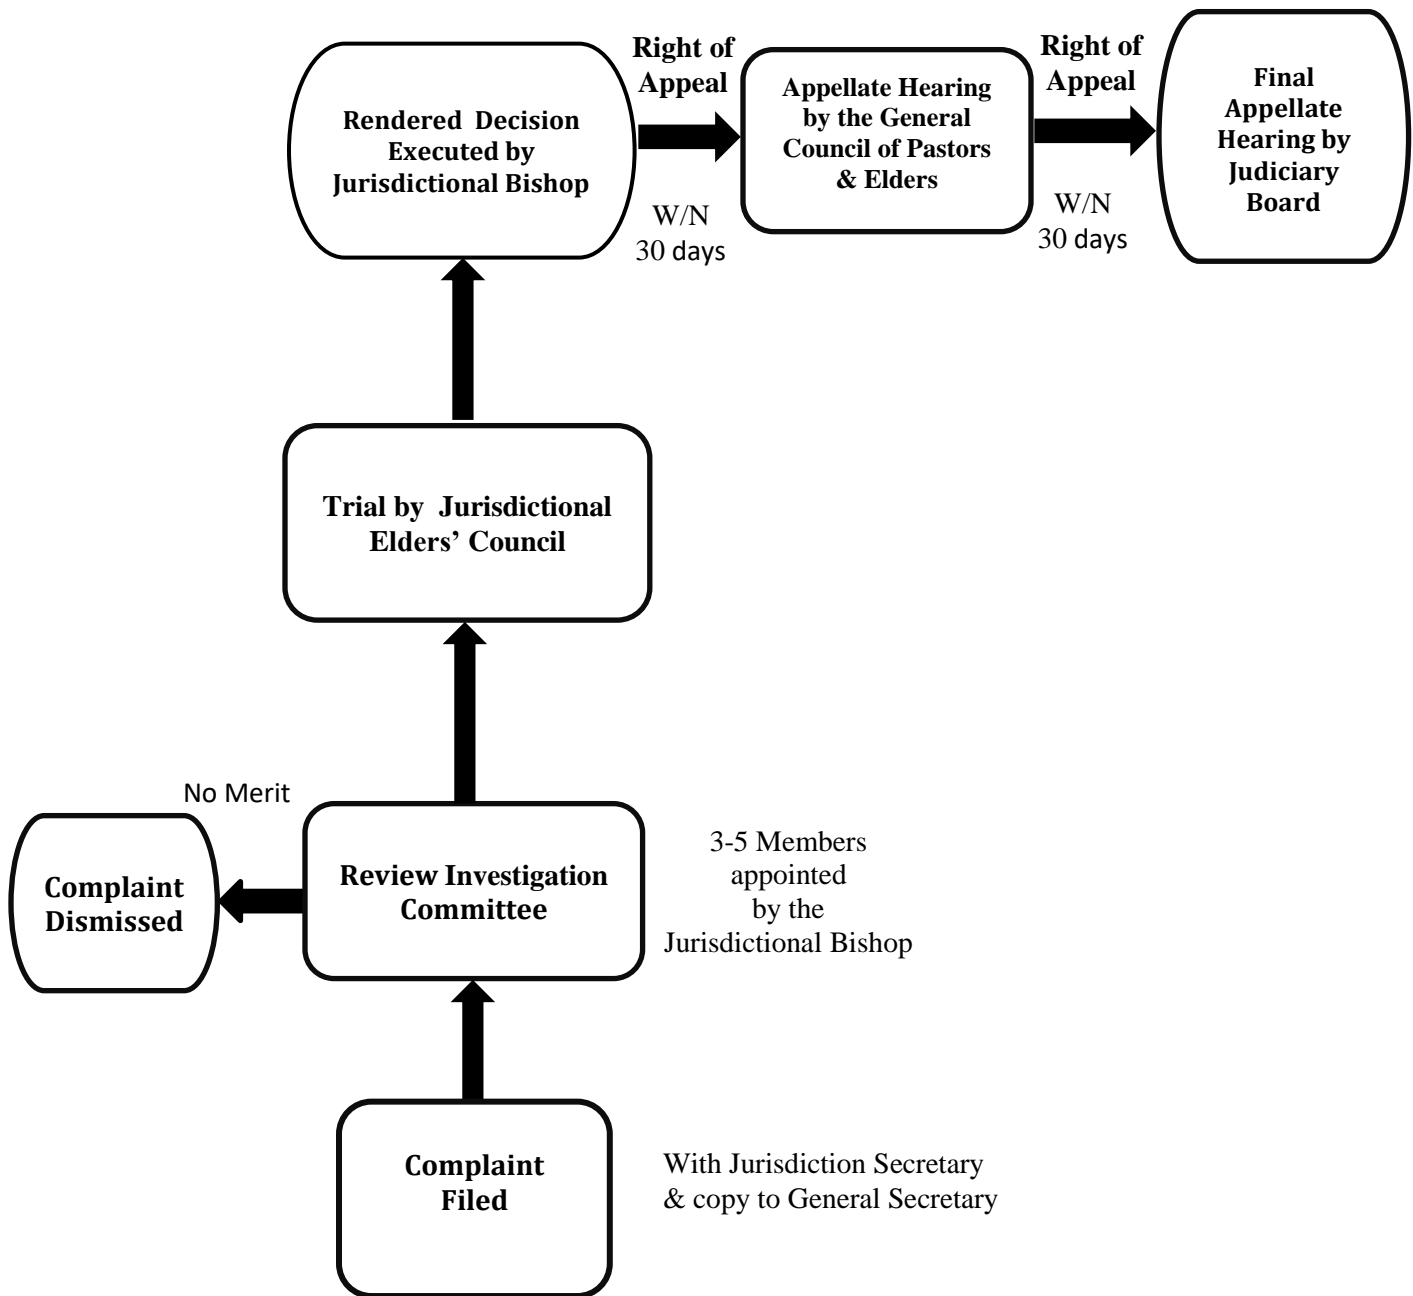 Rendered Decision
Executed by
Jurisdictional Bishop
Right of
Appeal
W/N
30 days
Appellate Hearing
by the General
Council of Pastors
& Elders
Right of
Appeal
W/N
30 days
Final
Appellate
Hearing by
Judiciary
Board
Trial by Jurisdictional
Elders’ Council
No Merit
Complaint
Dismissed
Review Investigation
Committee
3-5 Members
appointed
by the
Jurisdictional Bishop
Complaint
Filed
With Jurisdiction Secretary
& copy to General Secretary